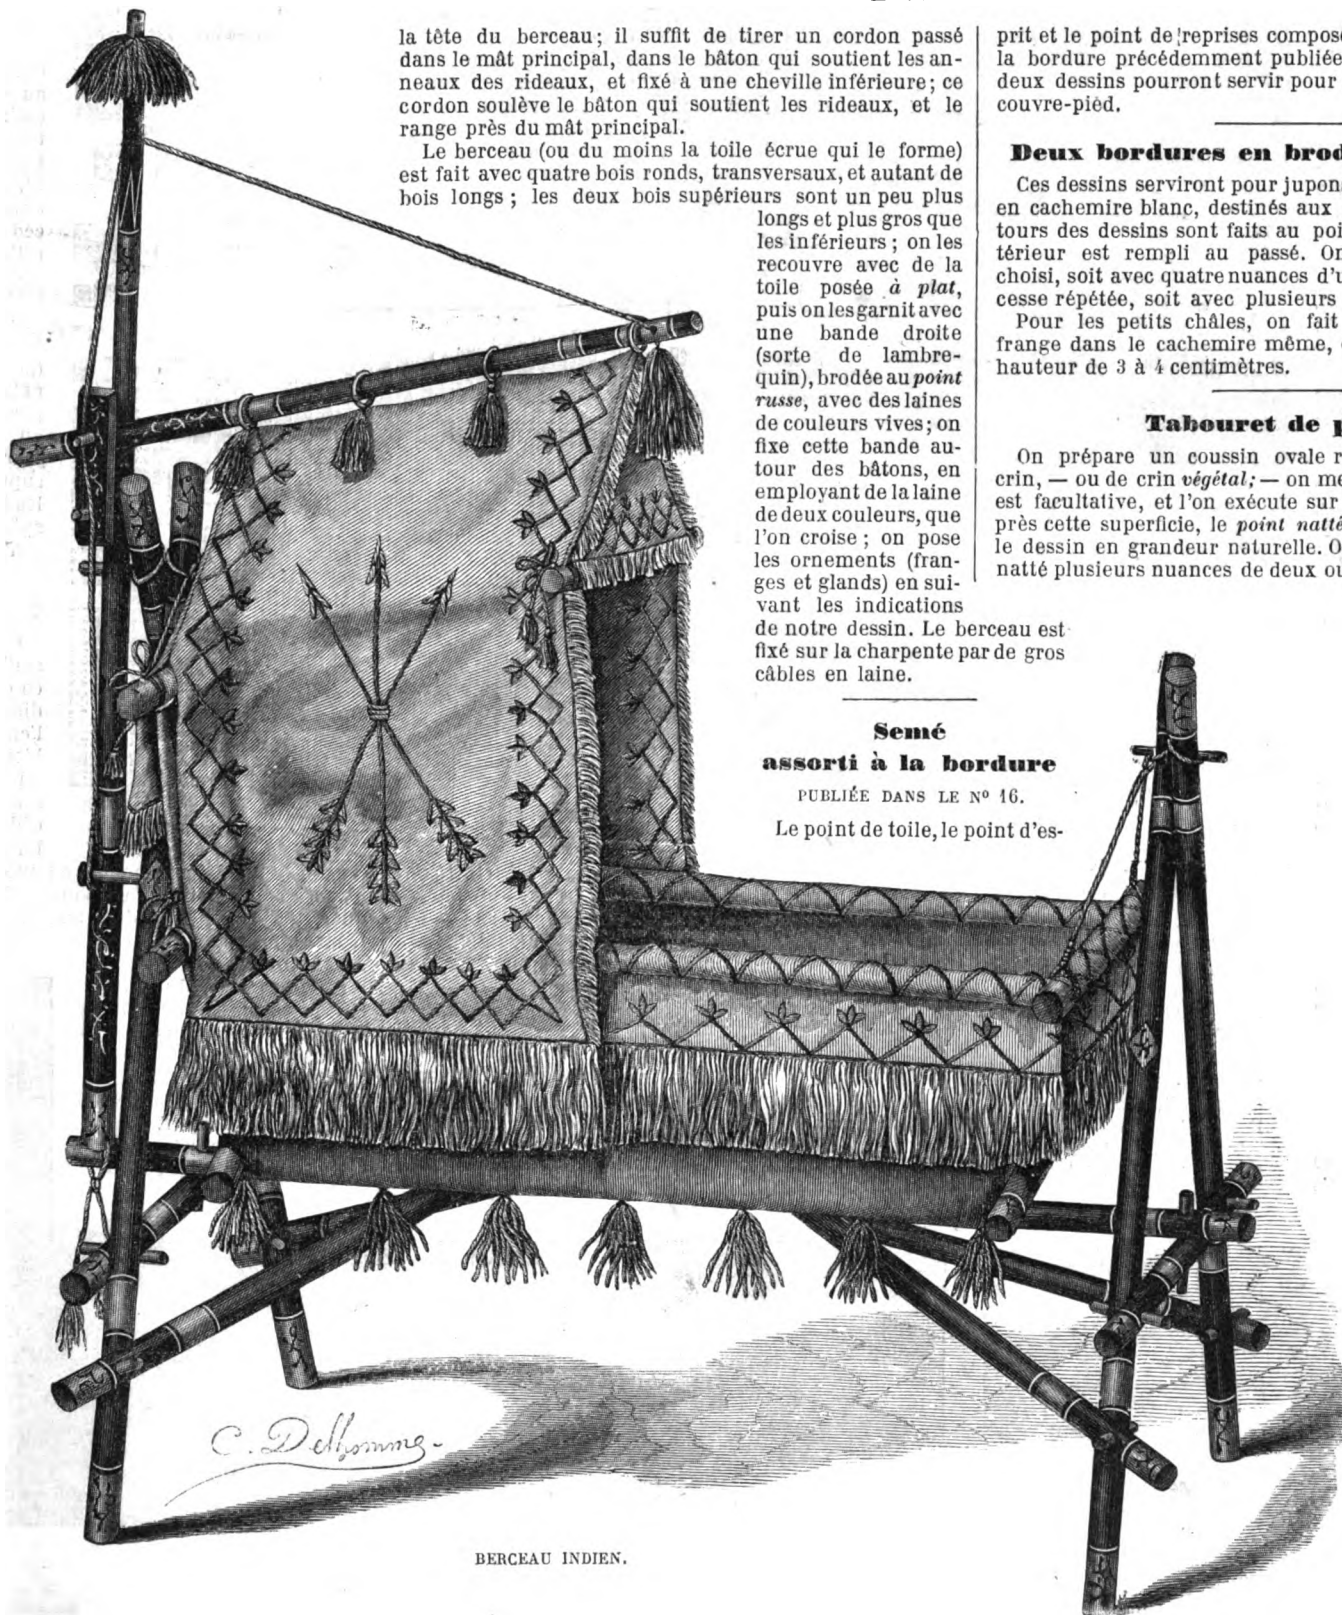 la tête du berceau; il suffit de tirer un cordon passé
dans le mât principal, dans le bâton qui soutient les an-
neaux des rideaux, et fixé à une cheville inférieure; ce
cordon soulève le bâton qui soutient les rideaux, et le
range près du mât principal.
Le berceau (ou du moins la toile écrue qui le forme)
est fait avec quatre bois ronds, transversaux, et autant de
bois longs; les deux bois supérieurs sont un peu plus
longs et plus gros que
les inférieurs; on les
recouvre avec de la
toile posée à plat,
puis on les garnit avec
une bande droite
(sorte de lambre-
quin), brodée au point
russe, avec des laines
de couleurs vives; on
fixe cette bande au-
tour des bâtons, en
employant de la laine
de deux couleurs, que
l'on croise; on pose
les ornements (fran-
ges et glands) en sui-
vant les indications
de notre dessin. Le berceau est
fixé sur la charpente par de gros
câbles en laine.
Semé
assorti à la bordure
PUBLIÉE DANS LE Nº 16.
Le point de toile, le point d'es-
prit et le point de reprises compos
la bordure précédemment publiée
deux dessins pourront servir pour
couvre-pied.
Deux bordures en brod
Ces dessins serviront pour jupon
en cachemire blanc, destinés aux
tours des dessins sont faits au poi
térieur est rempli au passé. On
choisi, soit avec quatre nuances d'u
cesse répétée, soit avec plusieurs
Pour les petits châles, on fait
frange dans le cachemire même,
hauteur de 3 à 4 centimètres.
Tabouret de p
On prépare un coussin ovale r
crin, — ou de crin végétal; — on me
est facultative, et l'on exécute sur
près cette superficie, le point natté
le dessin en grandeur naturelle. O
natté plusieurs nuances de deux ou
C. Delhomme
BERCEAU INDIEN.